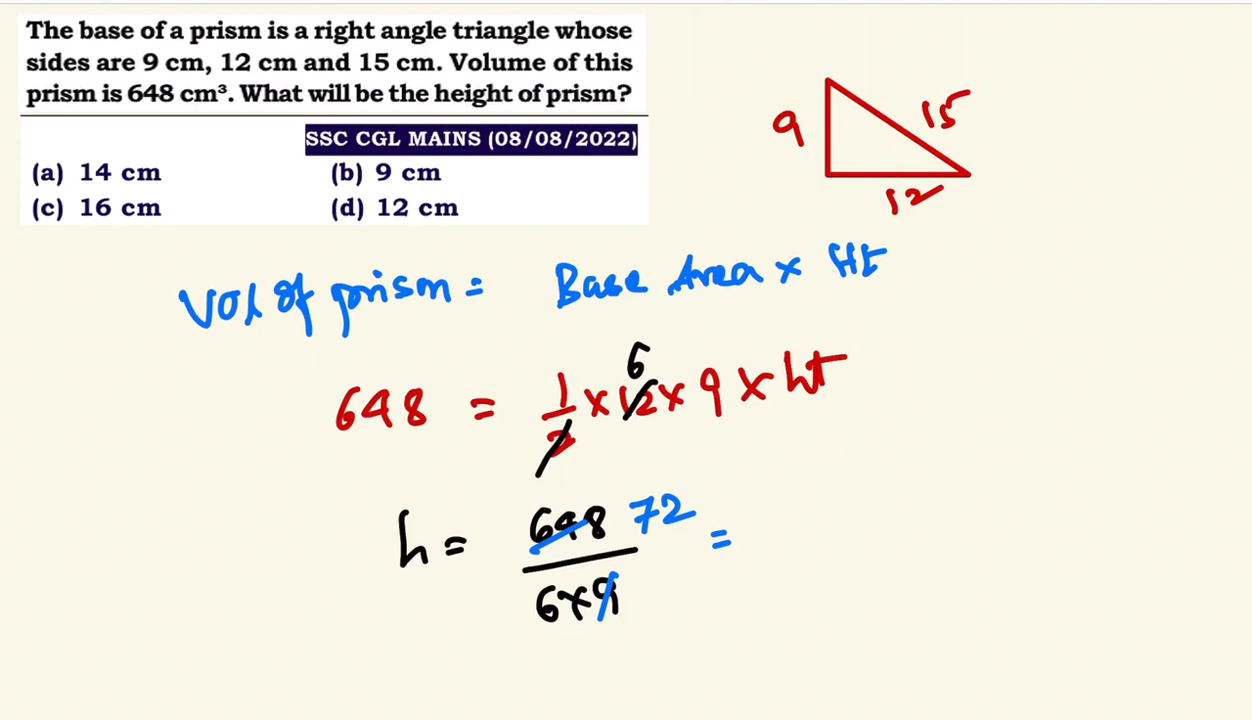 The base of a prism is a right angle triangle whose
sides are 9 cm, 12 cm and 15 cm. Volume of this
prism is 648 cm³. What will be the height of prism?
SSC CGL MAINS (08/08/2022)
(a) 14 cm (b) 9 cm
(c) 16 cm (d) 12 cm
9 15
12
Vol of prism = Base Area × Ht
6
648 = 1/2 × 12 × 9 × ht
h = 648/6×9 72 =